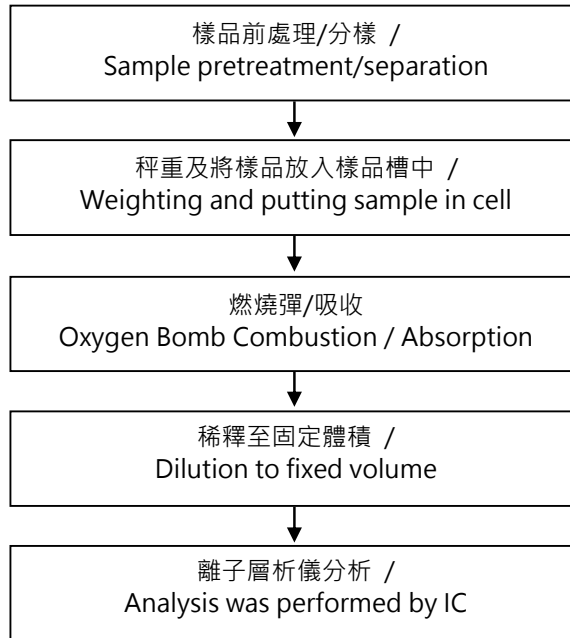 樣品前處理/分樣 /
Sample pretreatment/separation
秤重及將樣品放入樣品槽中 /
Weighting and putting sample in cell
燃燒彈/吸收
Oxygen Bomb Combustion / Absorption
稀釋至固定體積 /
Dilution to fixed volume
離子層析儀分析 /
Analysis was performed by IC